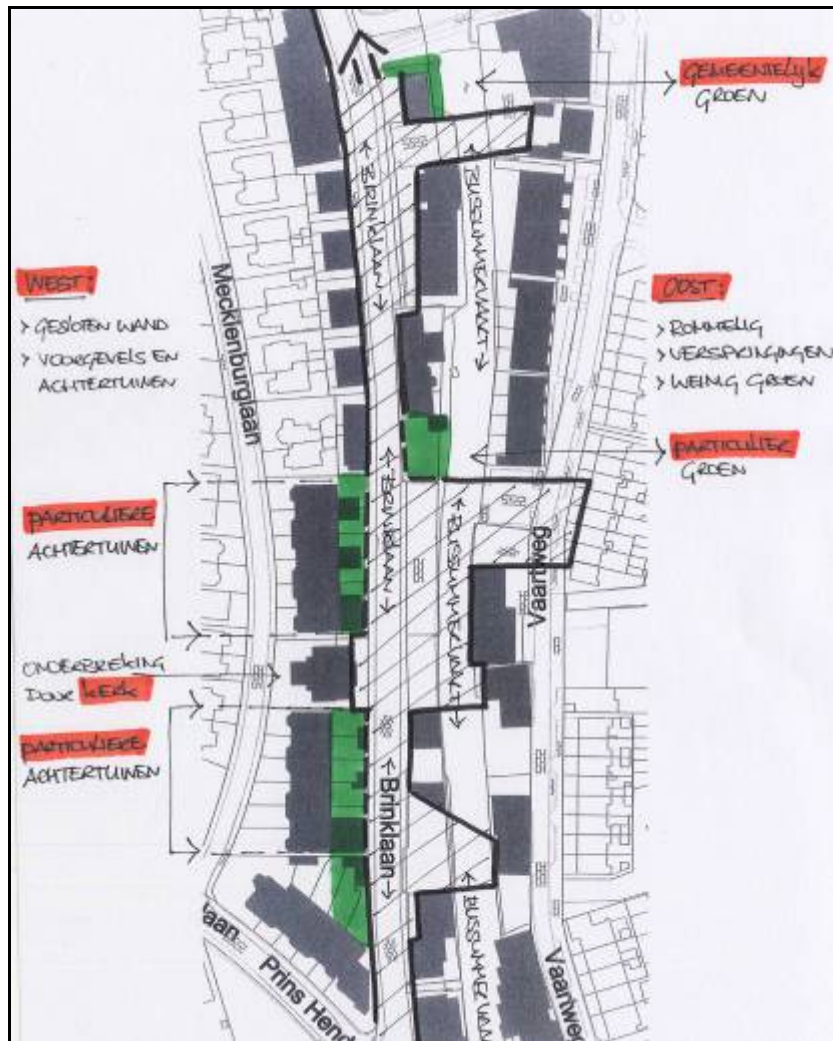 GEMEENTELIJK
GROEN
WEST:
> GESLOTEN WAND
> VOORGEVELS EN
ACHTERTUINEN
OOST:
> ROMMELIG
> VERSPRINGINGEN
> WEINIG GROEN
PARTICULIER
GROEN
PARTICULIERE
ACHTERTUINEN
ONDERBREKING
DOOR KERK
PARTICULIERE
ACHTERTUINEN
BRINKLAAN
BUSSUMMERVAART
Mecklenburglaan
BRINKLAAN
BUSSUMMERVAART
Vaartweg
Brinklaan
BUSSUMMERVAART
laan
Prins Hend
Vaartweg